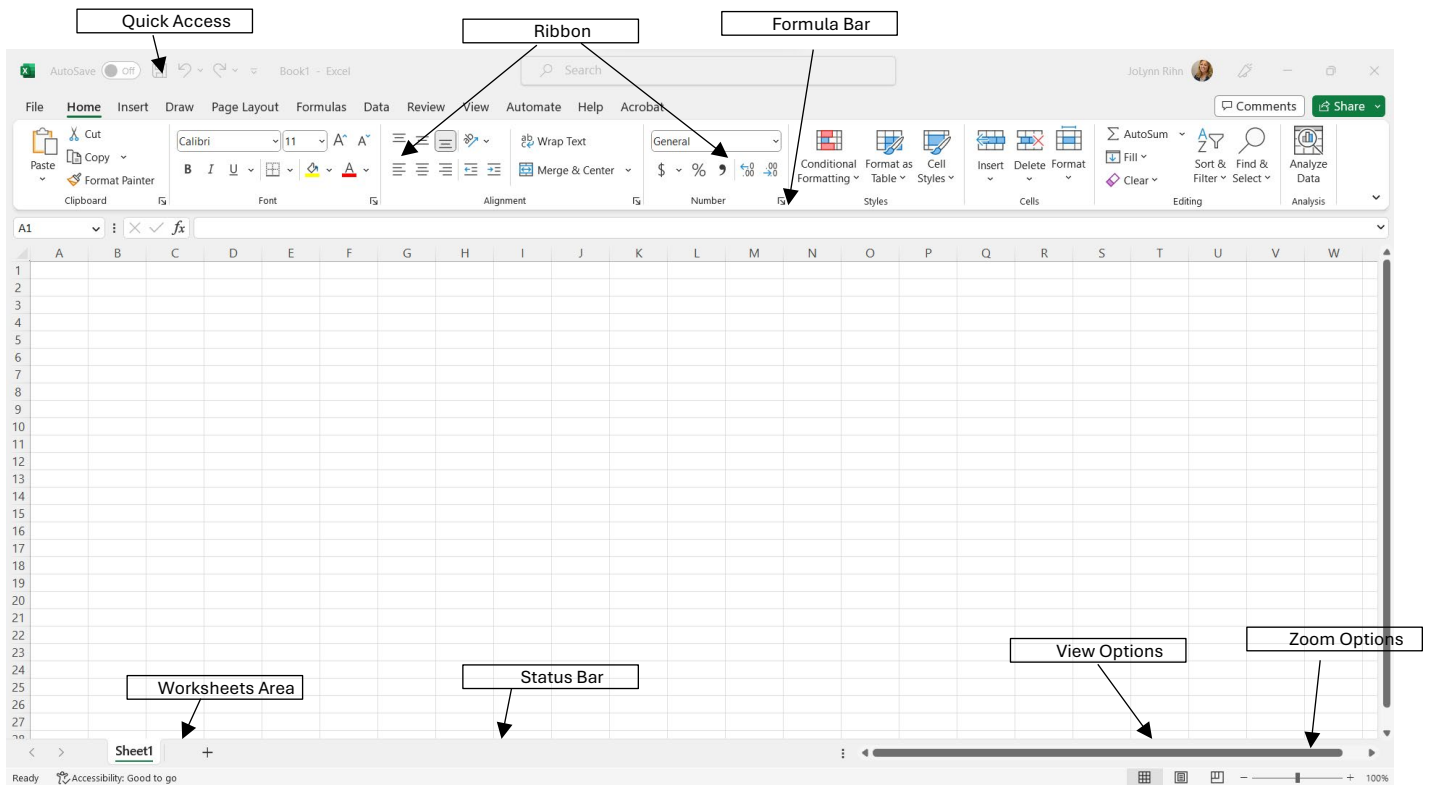 Quick Access
Ribbon
Formula Bar
AutoSave Off Book1 - Excel Search JoLynn Rihn
File Home Insert Draw Page Layout Formulas Data Review View Automate Help Acrobat Comments Share
Paste
Cut
Copy
Format Painter
Clipboard
Calibri 11 A^ A˅
B I U A
Font
ab Wrap Text
Merge & Center
Alignment
General
$ % 9 .00 .00
Number
Conditional Formatting
Format as Table
Cell Styles
Styles
Insert Delete Format
Cells
AutoSum
Fill
Clear
Sort & Filter
Find & Select
Editing
Analyze Data
Analysis
A1 fx
A B C D E F G H I J K L M N O P Q R S T U V W
1
2
3
4
5
6
7
8
9
10
11
12
13
14
15
16
17
18
19
20
21
22
23
24
25
26
27
28
Zoom Options
View Options
Status Bar
Worksheets Area
Sheet1 +
Ready Accessibility: Good to go - + 100%